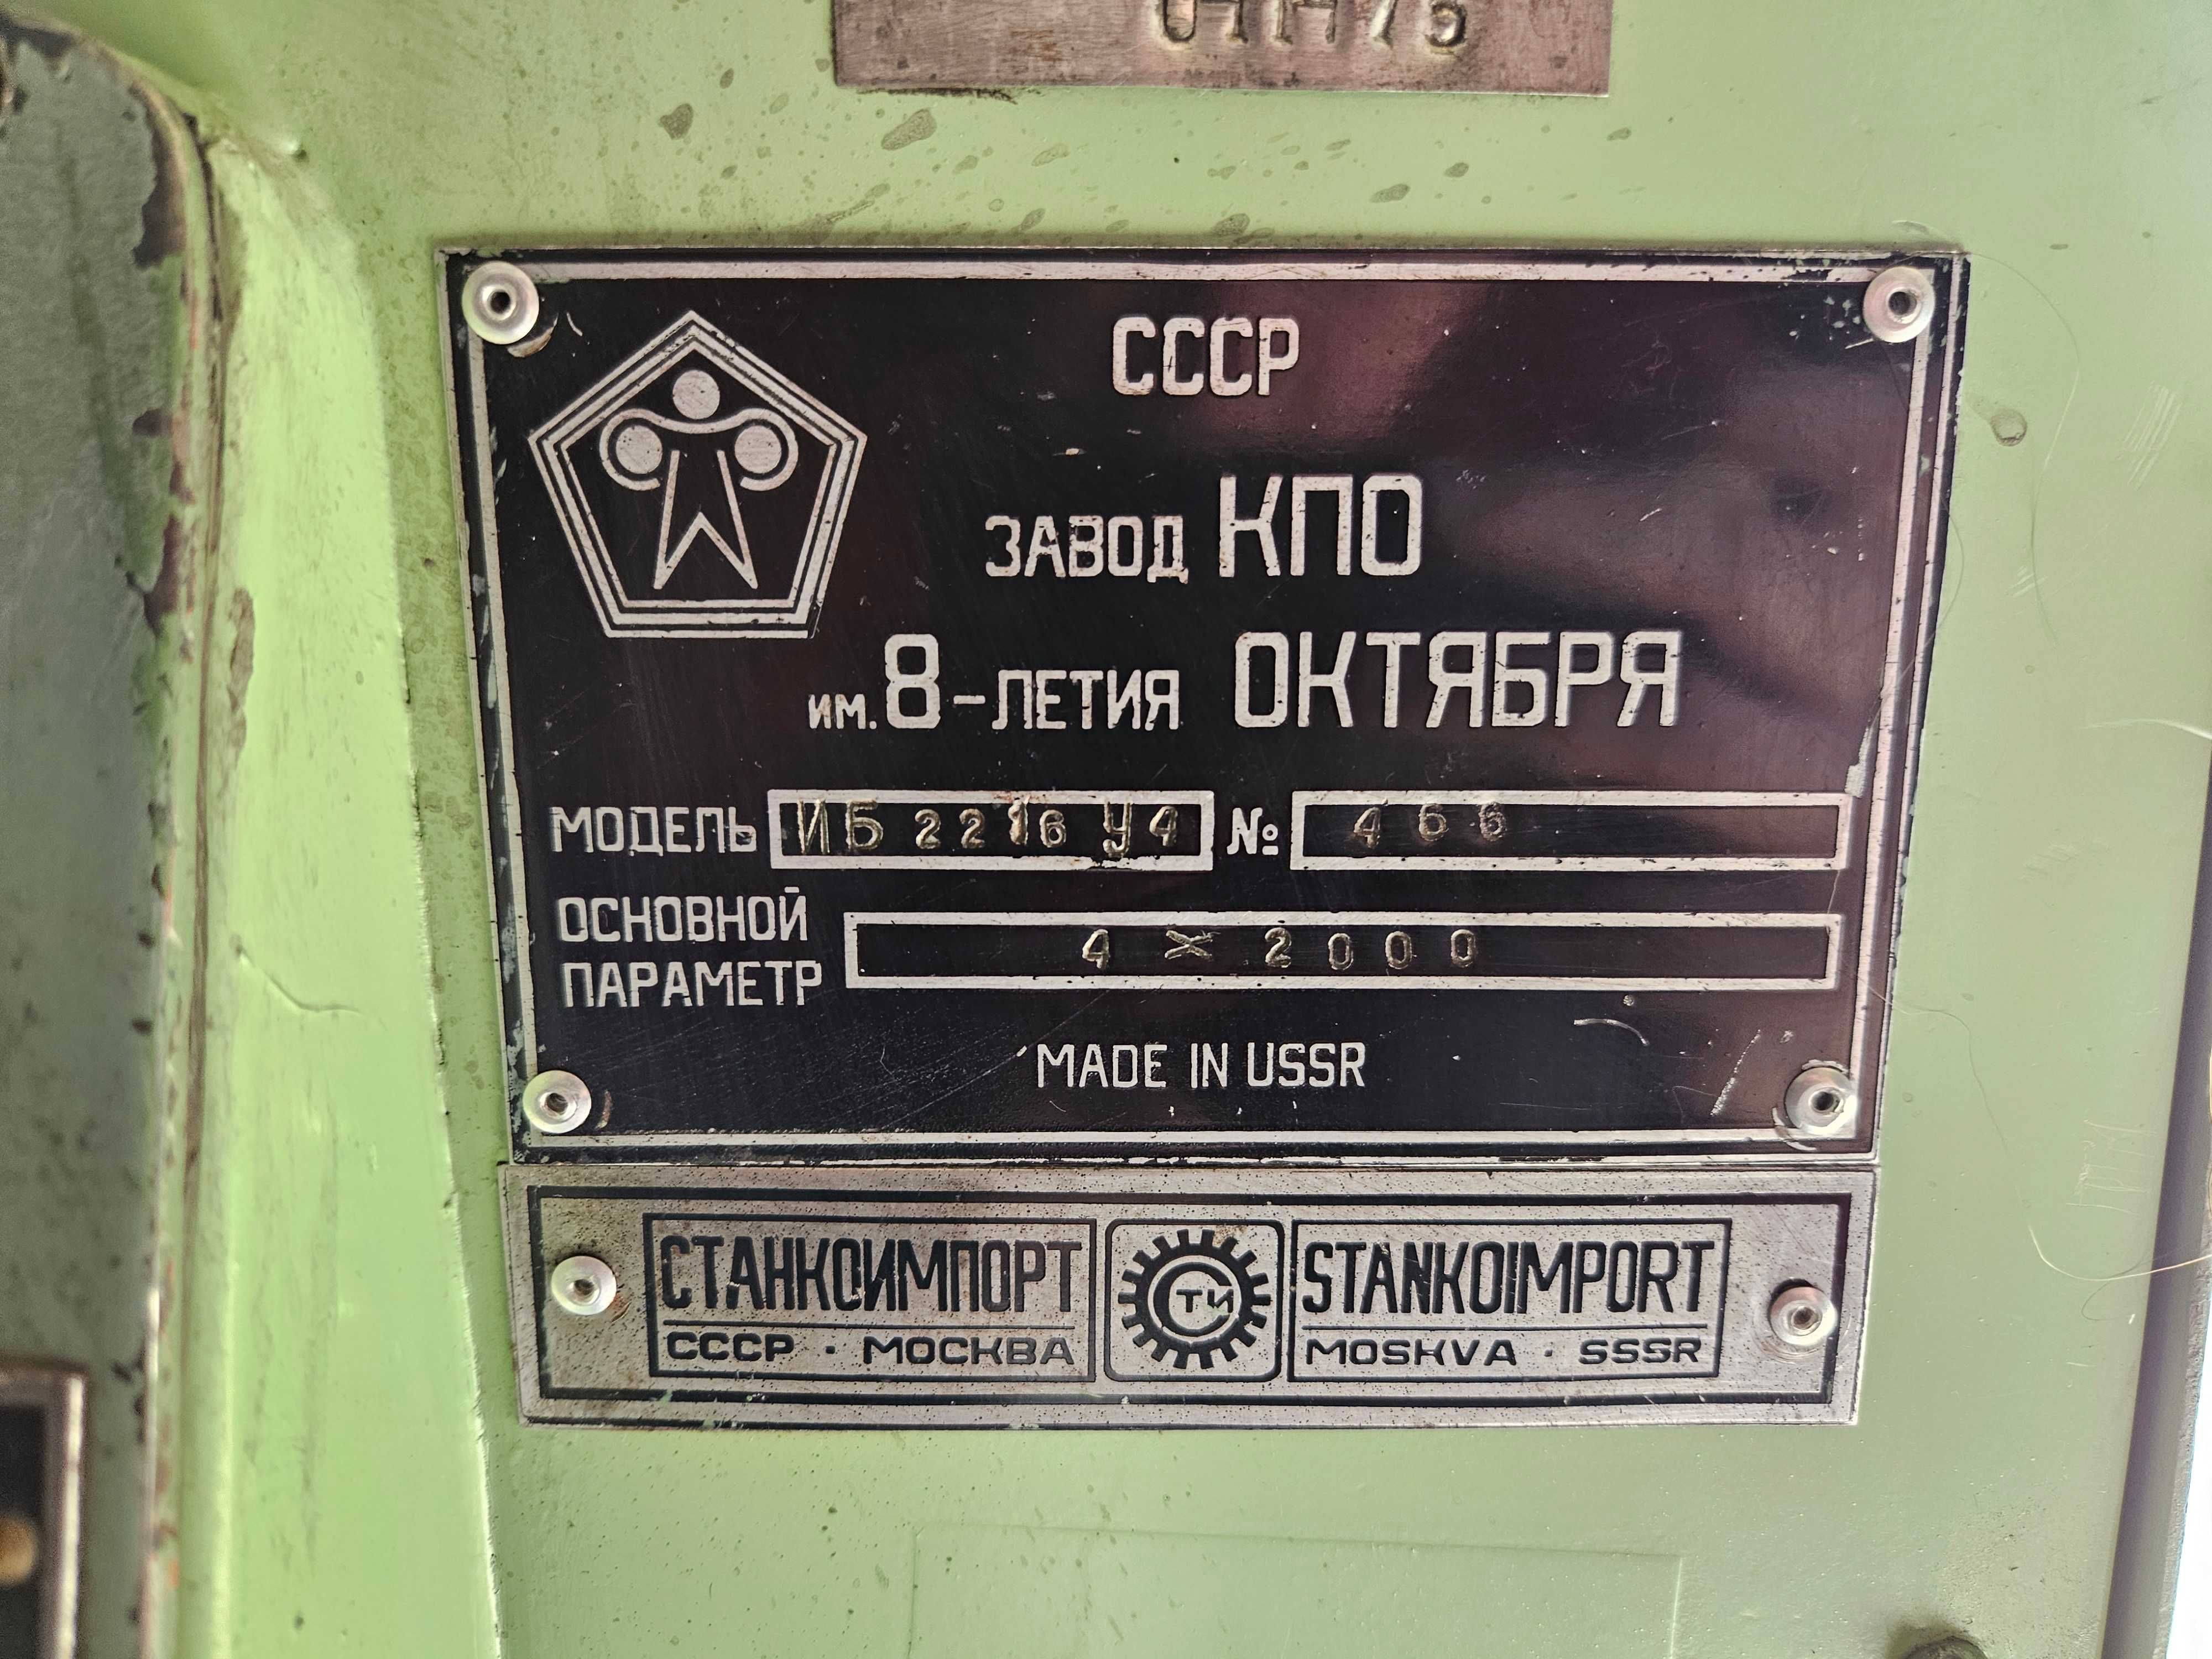 СССР
ЗАВОД КПО
им. 8-ЛЕТИЯ ОКТЯБРЯ
МОДЕЛЬ ИБ 2216 У4 № 466
ОСНОВНОЙ ПАРАМЕТР 4 × 2000
MADE IN USSR
СТАНКОИМПОРТ
СССР · МОСКВА
СТИ
STANKOIMPORT
MOSKVA · SSSR